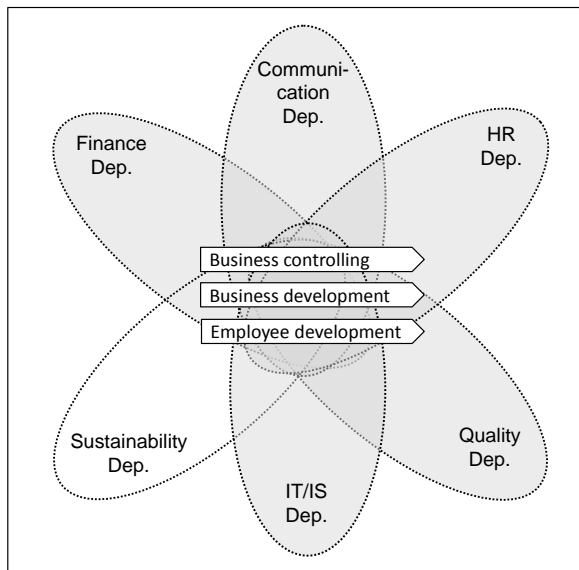 Communi-
cation
Dep.
Finance
Dep.
HR
Dep.
Business controlling
Business development
Employee development
Sustainability
Dep.
Quality
Dep.
IT/IS
Dep.